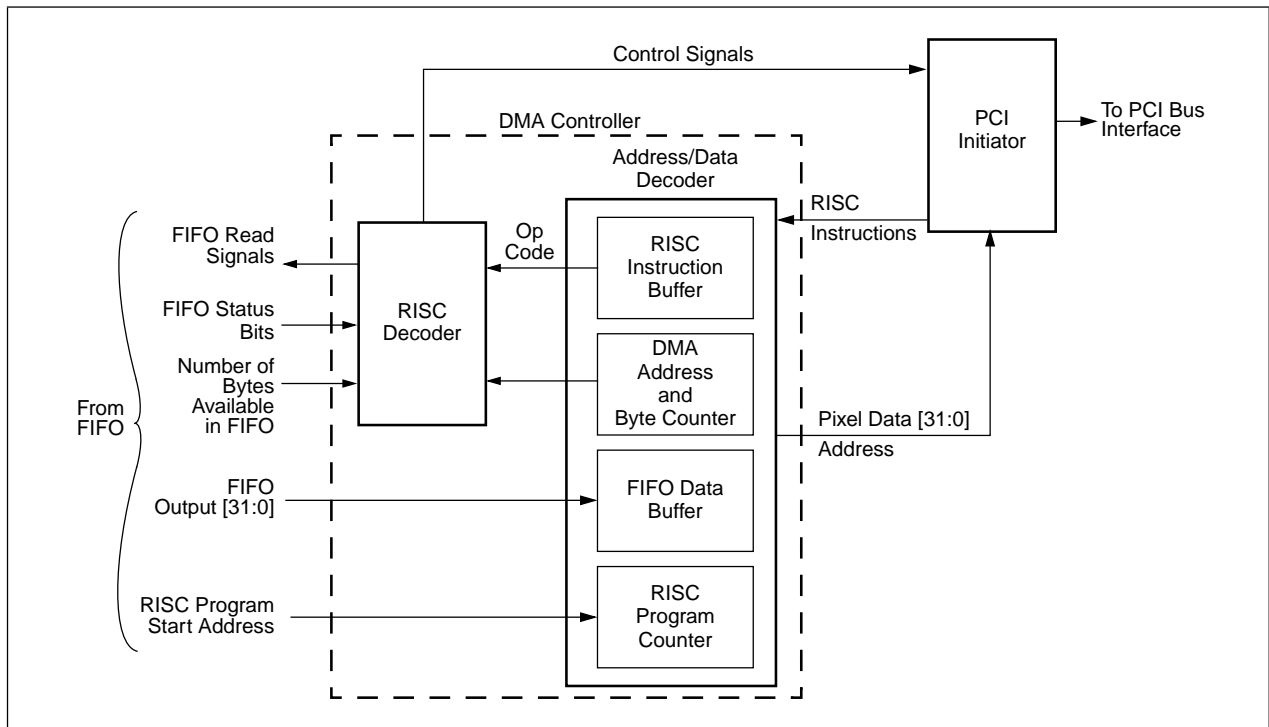 Control Signals
PCI
Initiator
To PCI Bus
Interface
DMA Controller
Address/Data
Decoder
RISC
Instructions
FIFO Read
Signals
Op
Code
RISC
Instruction
Buffer
FIFO Status
Bits
RISC
Decoder
Number of
Bytes
Available
in FIFO
DMA
Address
and
Byte Counter
From
FIFO
Pixel Data [31:0]
Address
FIFO
Output [31:0]
FIFO Data
Buffer
RISC Program
Start Address
RISC
Program
Counter